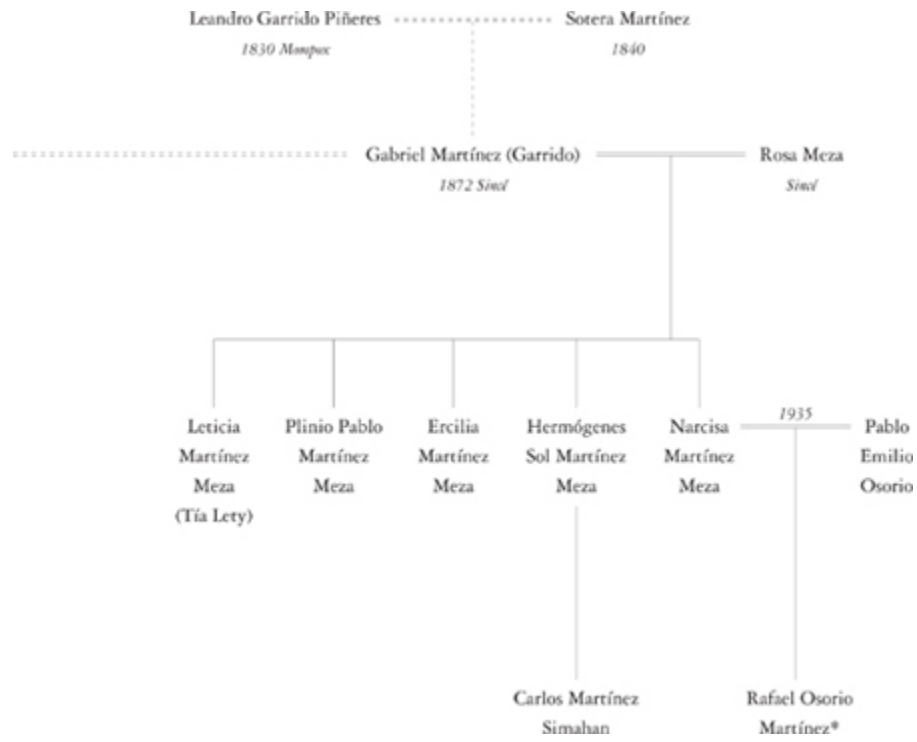 Leandro Garrido Piñeres
Sotera Martínez
1830 Mompox
1840
Gabriel Martínez (Garrido)
Rosa Meza
1872 Sincé
Sincé
Leticia
Martínez
Meza
(Tía Lety)
Plinio Pablo
Martínez
Meza
Ercilia
Martínez
Meza
Hermógenes
Sol Martínez
Meza
Narcisa
Martínez
Meza
1935
Pablo
Emilio
Osorio
Carlos Martínez
Simahan
Rafael Osorio
Martínez*